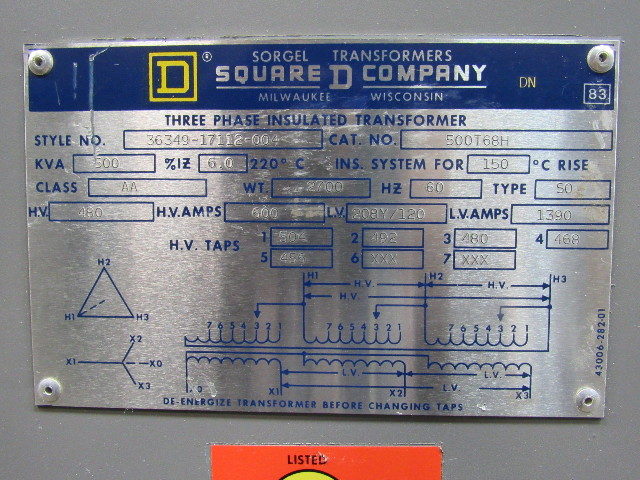 D ® SORGEL TRANSFORMERS
SQUARE D COMPANY
MILWAUKEE WISCONSIN
DN
83
THREE PHASE INSULATED TRANSFORMER
STYLE NO. 36349-17112-004 CAT. NO. 500T68H
KVA 500 %IZ 6.0 220°C INS. SYSTEM FOR 150 °C RISE
CLASS AA WT. 2700 HZ 60 TYPE SO
H.V. 480 H.V.AMPS 600 L.V. 208Y/120 L.V.AMPS 1390
H.V. TAPS 1 504 2 492 3 480 4 468
5 456 6 XXX 7 XXX
H2
H1 H3
H1 H2 H3
H.V. H.V.
H.V.
7 6 5 4 3 2 1 7 6 5 4 3 2 1 7 6 5 4 3 2 1
X2
X1 X0
X3
L.V. L.V.
L.V.
X1 X2 X3
DE-ENERGIZE TRANSFORMER BEFORE CHANGING TAPS
43006-282-01
LISTED